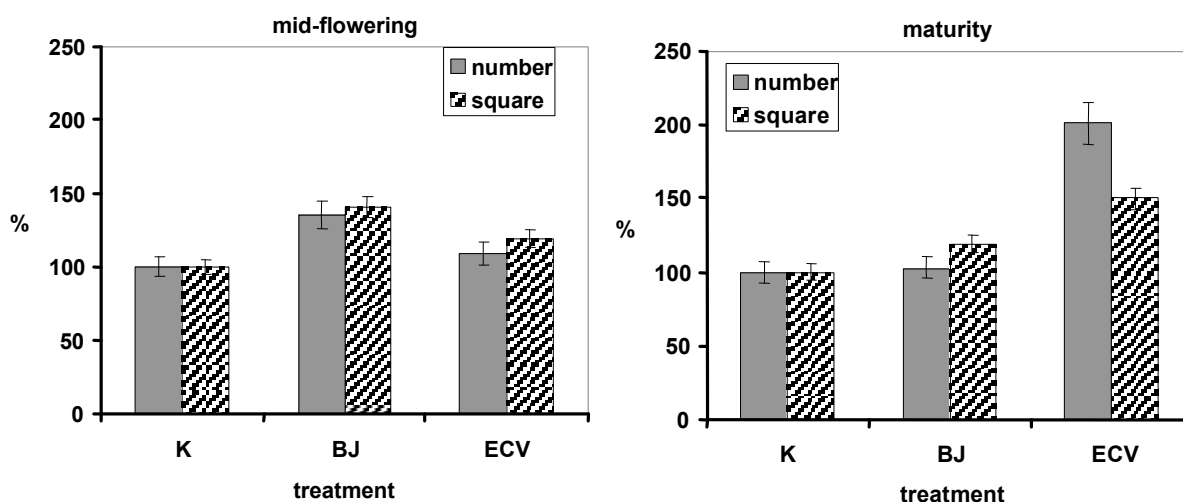 mid-flowering
250
200
150
100
50
0
%
number
square
K BJ ECV
treatment
maturity
250
200
150
100
50
0
%
number
square
K BJ ECV
treatment